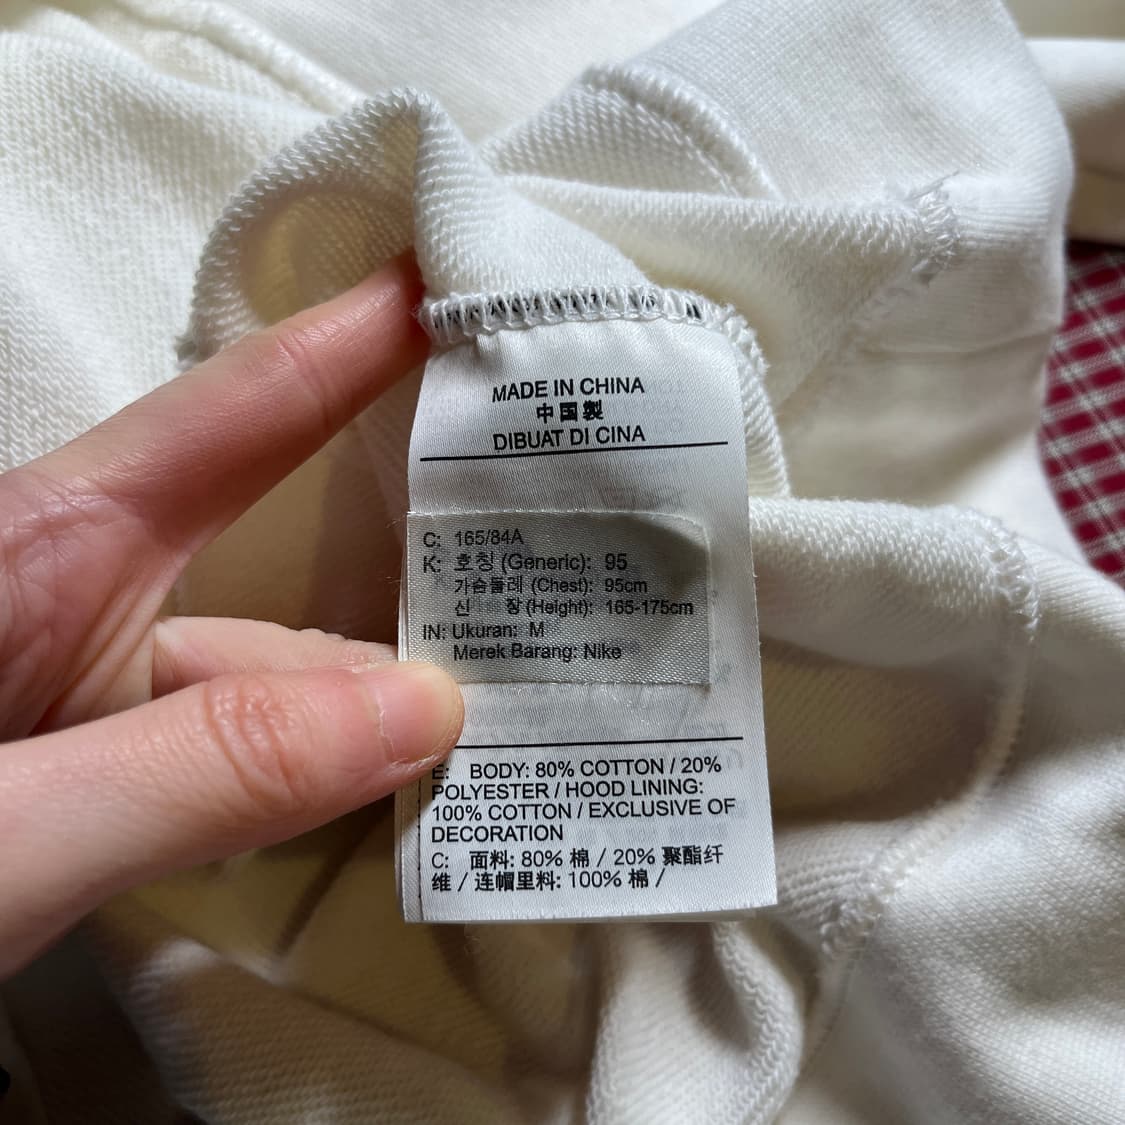 MADE IN CHINA
中国製
DIBUAT DI CINA
C: 165/84A
K: 호칭 (Generic): 95
가슴둘레 (Chest): 95cm
신 장 (Height): 165-175cm
IN: Ukuran: M
Merek Barang: Nike
E: BODY: 80% COTTON / 20%
POLYESTER / HOOD LINING:
100% COTTON / EXCLUSIVE OF
DECORATION
C: 面料: 80% 棉 / 20% 聚酯纤
维 / 连帽里料: 100% 棉 /